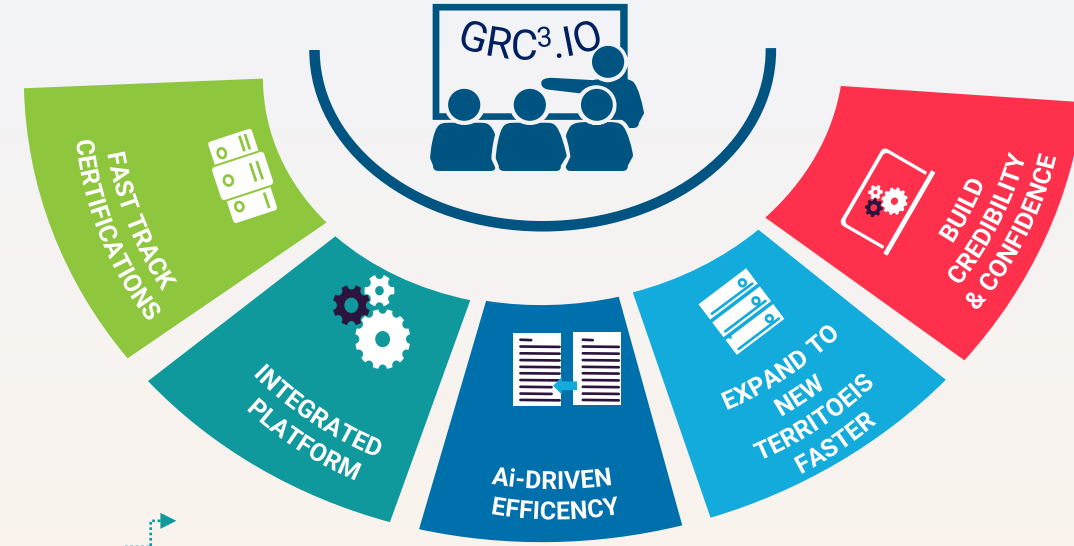 GRC³.IO
FAST TRACK
CERTIFICATIONS
INTEGRATED
PLATFORM
Ai-DRIVEN
EFFICENCY
EXPAND TO
NEW
TERRITOEIS
FASTER
BUILD
CREDIBILITY
& CONFIDENCE